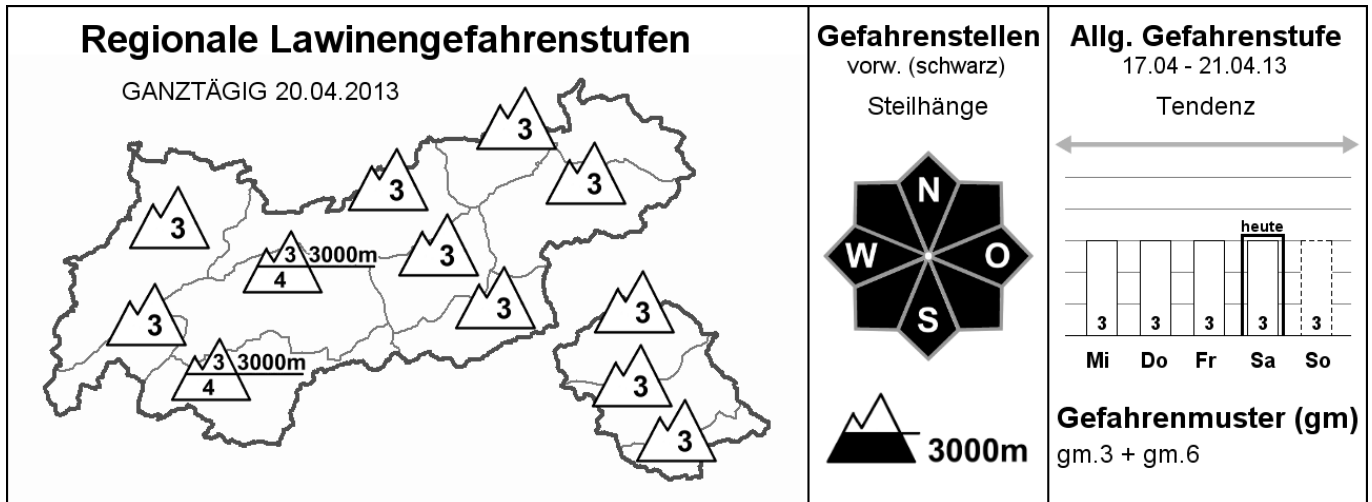 Regionale Lawinengefahrenstufen
GANZTÄGIG 20.04.2013
3
3
3
3
3
3 3000m
4
3
3
3
3
3 3000m
4
3
3
Gefahrenstellen
vorw. (schwarz)
Steilhänge
N
W O
S
3000m
Allg. Gefahrenstufe
17.04 - 21.04.13
Tendenz
heute
3 3 3 3 3
Mi Do Fr Sa So
Gefahrenmuster (gm)
gm.3 + gm.6